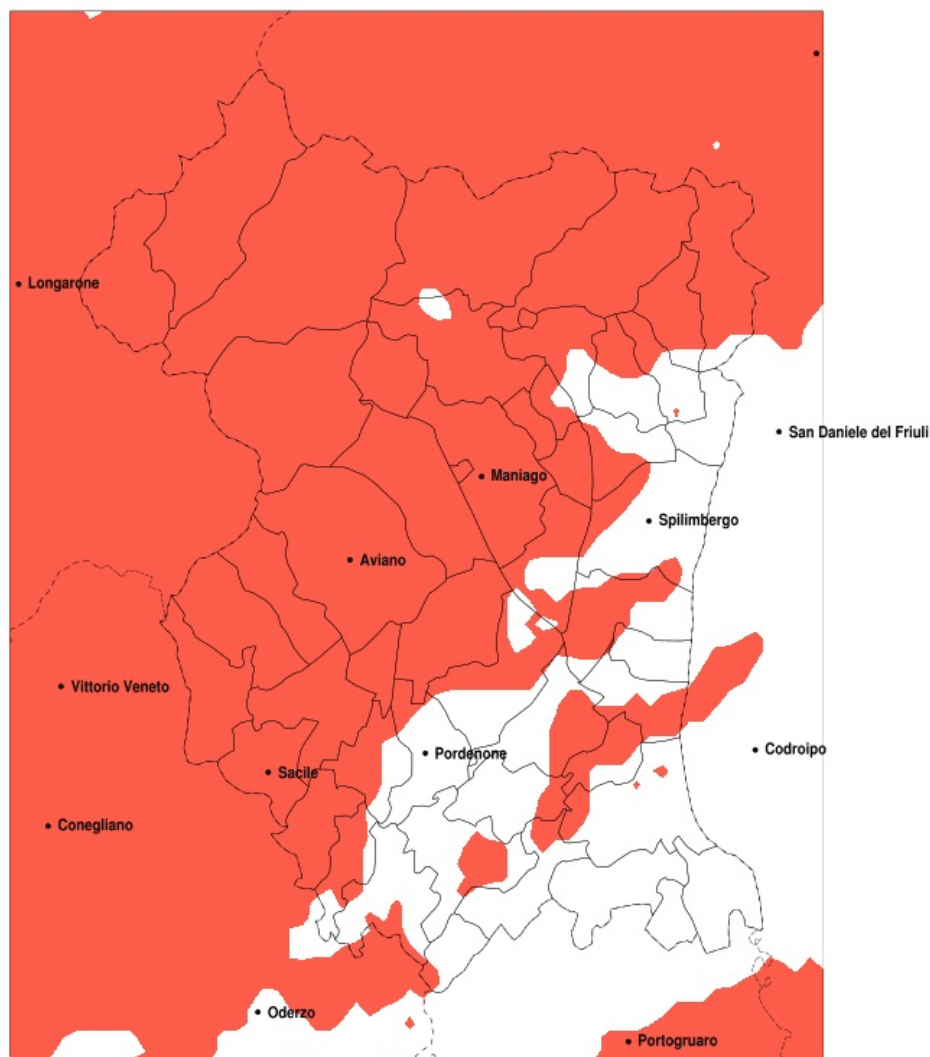 Longarone
San Daniele del Friuli
Maniago
Spilimbergo
Aviano
Vittorio Veneto
Codroipo
Pordenone
Sacile
Conegliano
Oderzo
Portogruaro